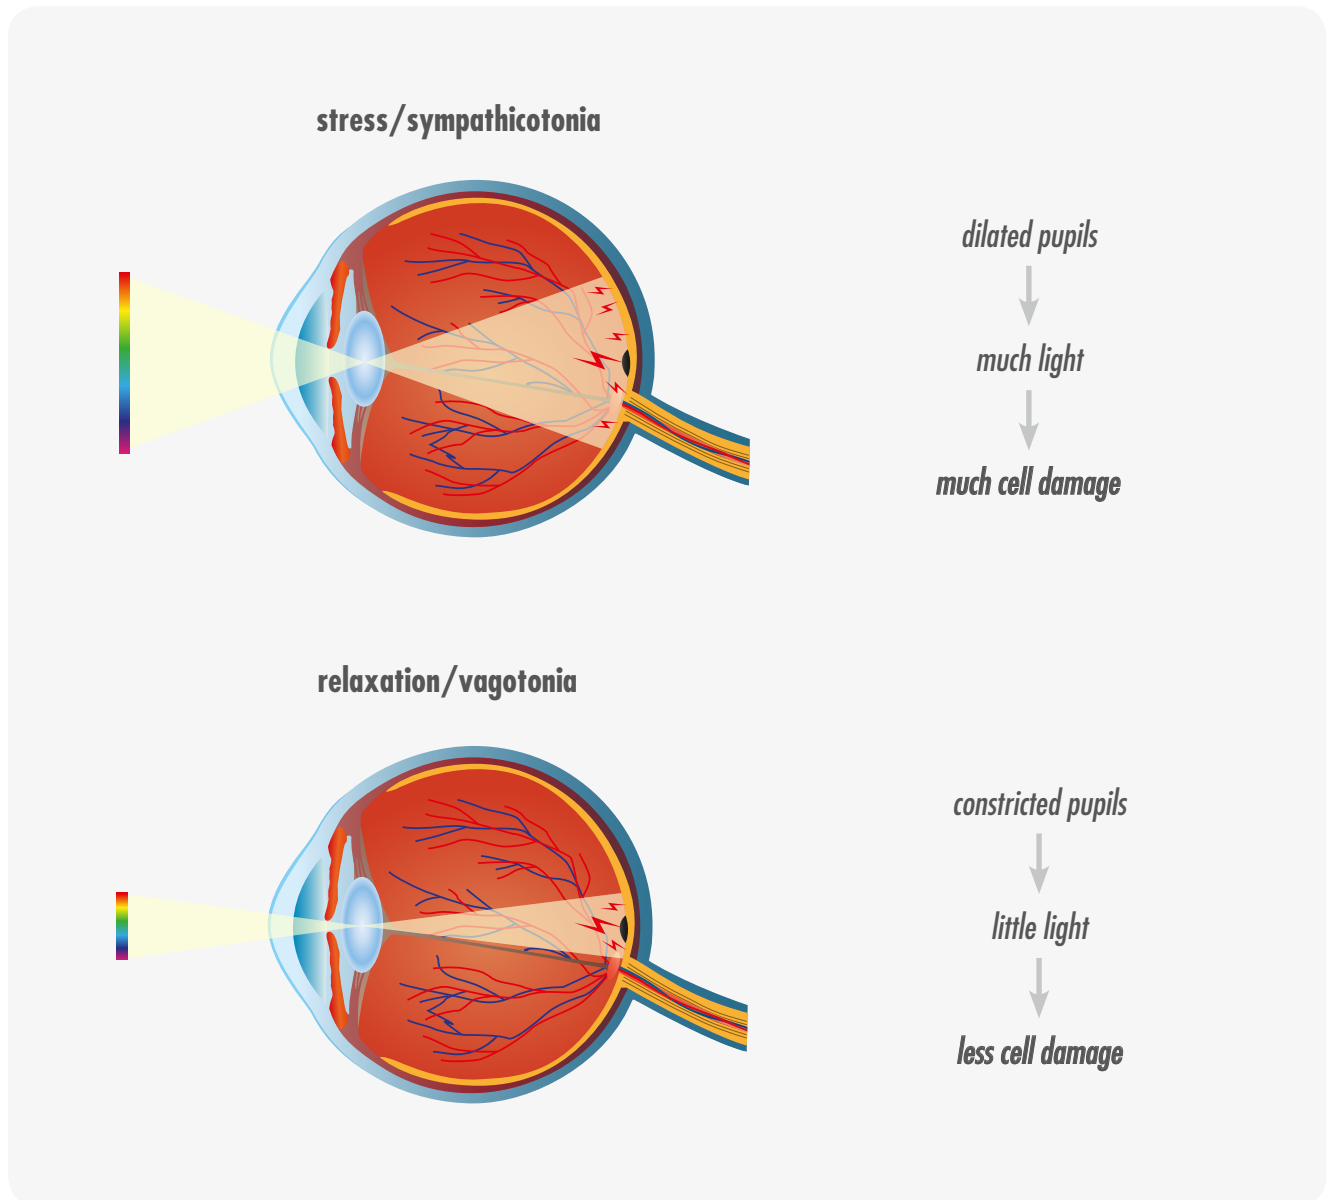 stress/sympathicotonia
dilated pupils
much light
much cell damage
relaxation/vagotonia
constricted pupils
little light
less cell damage